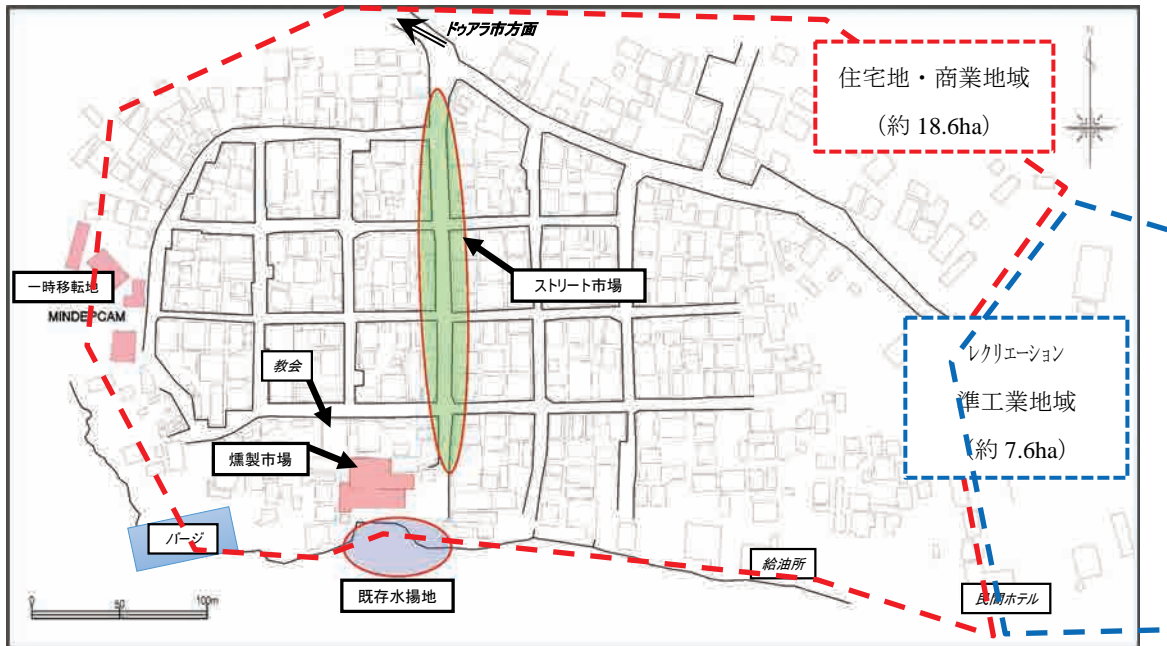 ドゥアラ市方面
住宅地・商業地域
(約 18.6ha)
一時移転地
MINDEPCAM
ストリート市場
レクリエーション
準工業地域
(約 7.6ha)
教会
燻製市場
バージ
既存水揚地
給油所
民間ホテル
0 50 100m